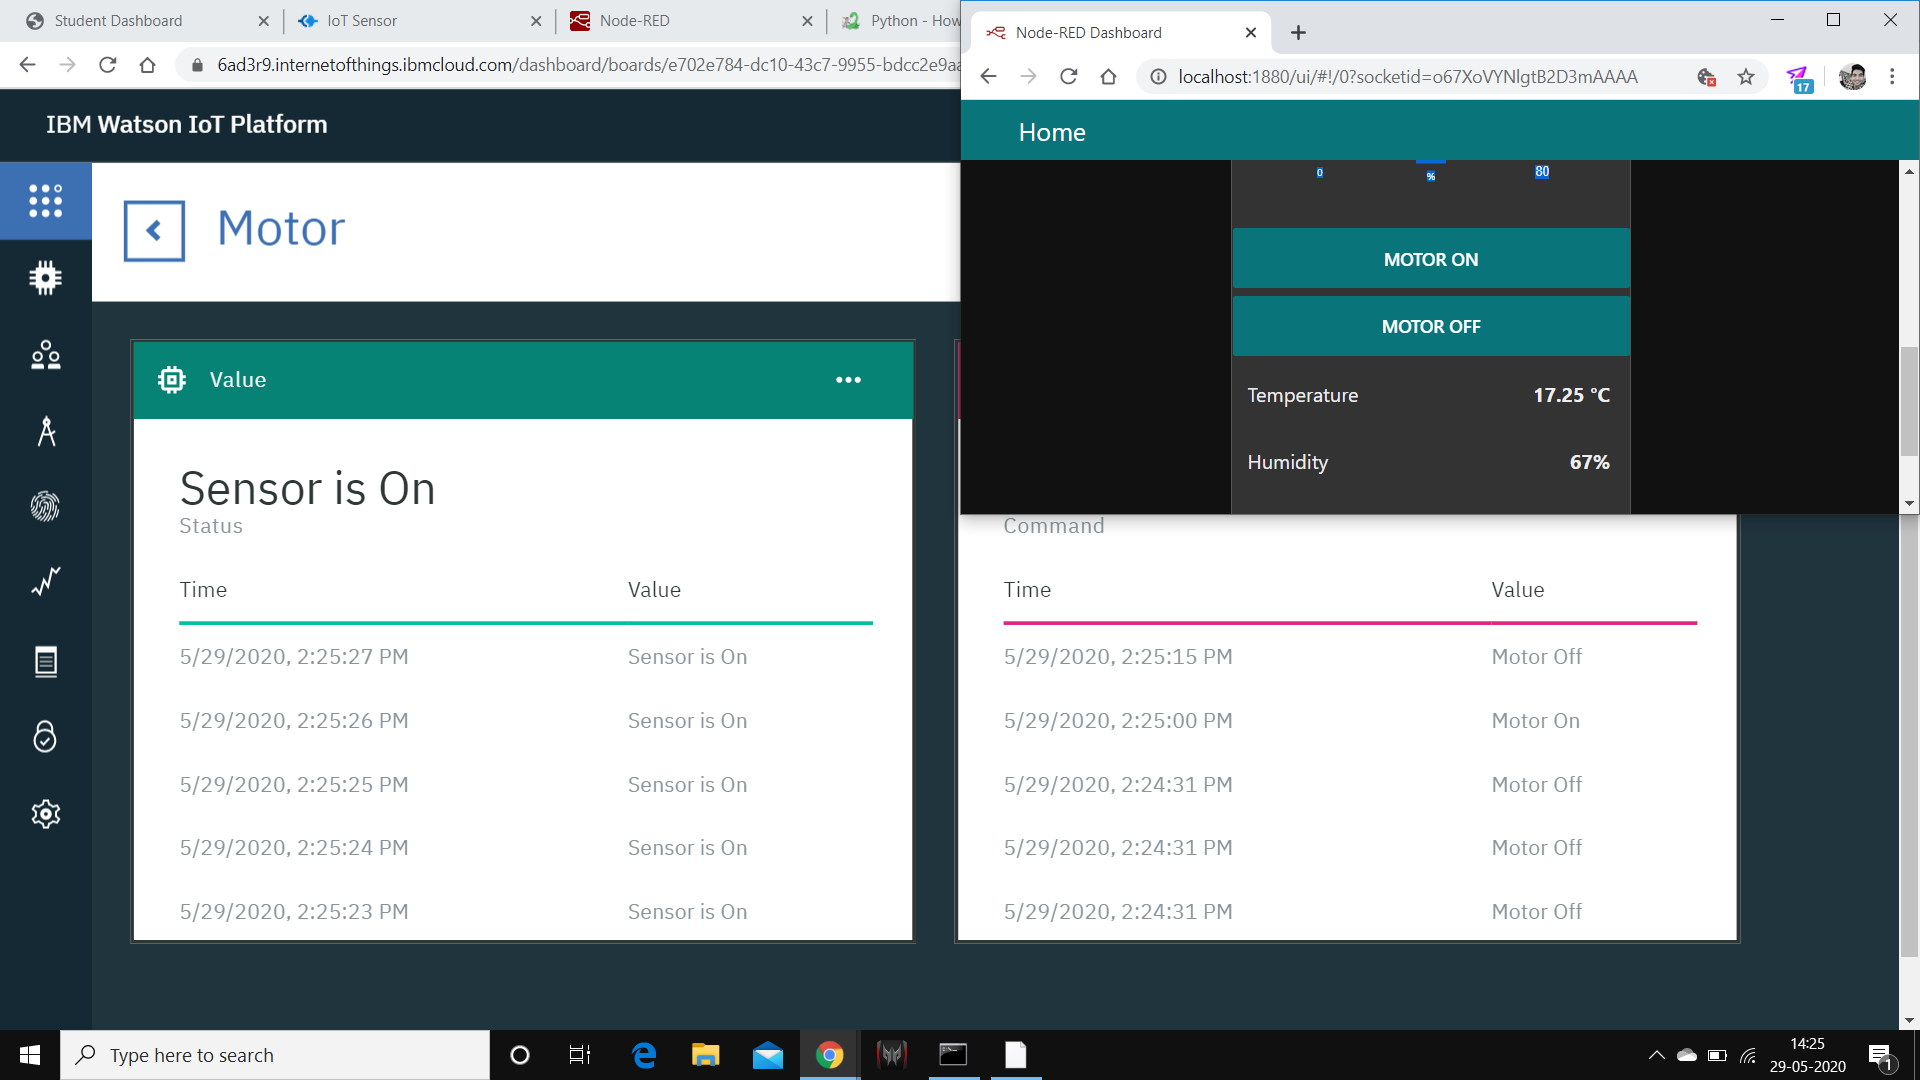 Student Dashboard
IoT Sensor
Node-RED
Python - How
6ad3r9.internetofthings.ibmcloud.com/dashboard/boards/e702e784-dc10-43c7-9955-bdcc2e9aa
IBM Watson IoT Platform
Motor
Value
Sensor is On
Status
Time Value
5/29/2020, 2:25:27 PM Sensor is On
5/29/2020, 2:25:26 PM Sensor is On
5/29/2020, 2:25:25 PM Sensor is On
5/29/2020, 2:25:24 PM Sensor is On
5/29/2020, 2:25:23 PM Sensor is On
Node-RED Dashboard
localhost:1880/ui/#!/0?socketid=o67XoVYNlgtB2D3mAAAA
17
Home
0 % 80
MOTOR ON
MOTOR OFF
Temperature 17.25 °C
Humidity 67%
Command
Time Value
5/29/2020, 2:25:15 PM Motor Off
5/29/2020, 2:25:00 PM Motor On
5/29/2020, 2:24:31 PM Motor Off
5/29/2020, 2:24:31 PM Motor Off
5/29/2020, 2:24:31 PM Motor Off
Type here to search
14:25
29-05-2020
1